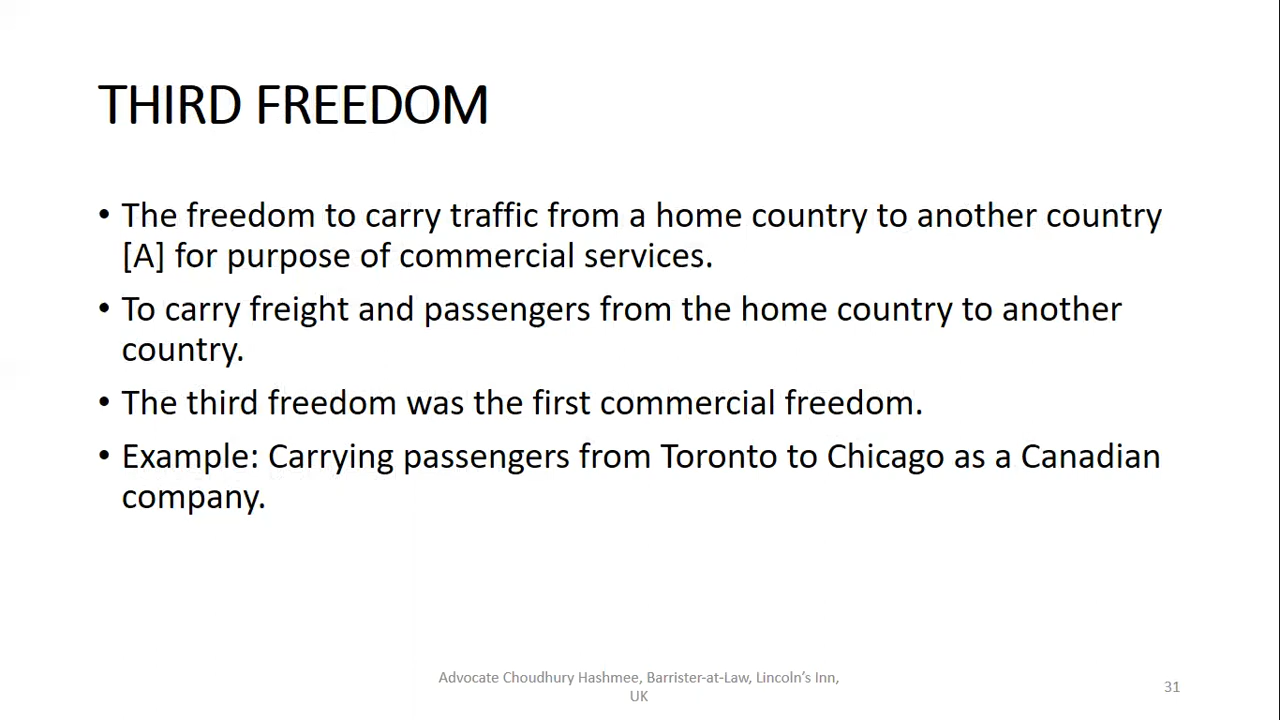 THIRD FREEDOM
• The freedom to carry traffic from a home country to another country
[A] for purpose of commercial services.
• To carry freight and passengers from the home country to another
country.
• The third freedom was the first commercial freedom.
• Example: Carrying passengers from Toronto to Chicago as a Canadian
company.
Advocate Choudhury Hashmee, Barrister-at-Law, Lincoln’s Inn,
UK
31